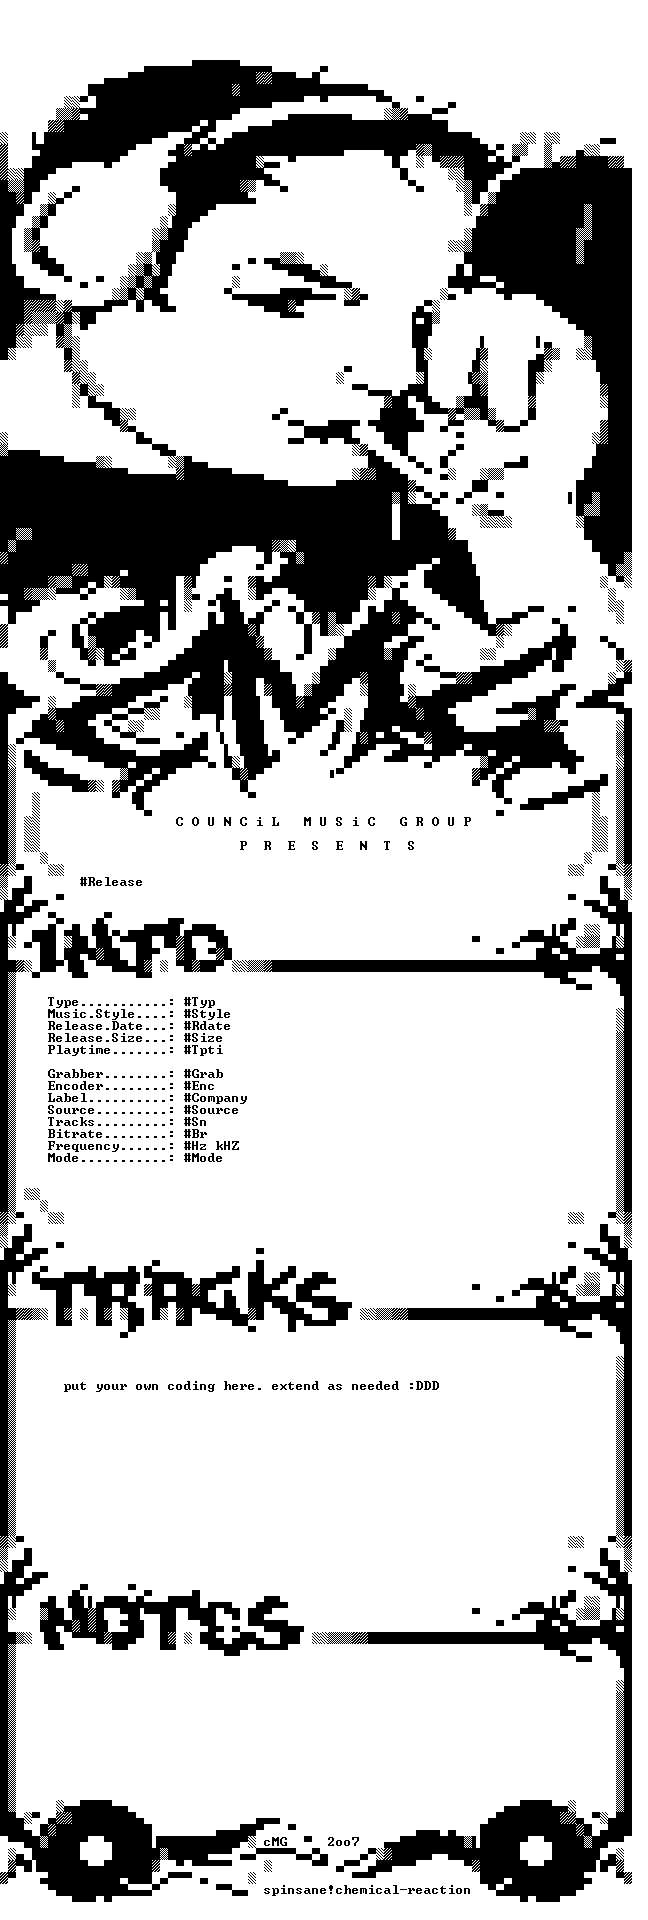 CMG
COUNCiL MUSiC GROUP
PRESENTS
#Release
INFO
Type...........: #Typ
Music.Style....: #Style
Release.Date...: #Rdate
Release.Size...: #Size
Playtime.......: #Tpti
Grabber........: #Grab
Encoder........: #Enc
Label..........: #Company
Source.........: #Source
Tracks.........: #Sn
Bitrate........: #Br
Frequency......: #Hz kHZ
Mode...........: #Mode
TRACKS
put your own coding here. extend as needed :DDD
NOTES
cMG 2oo7
spinsane!chemical-reaction